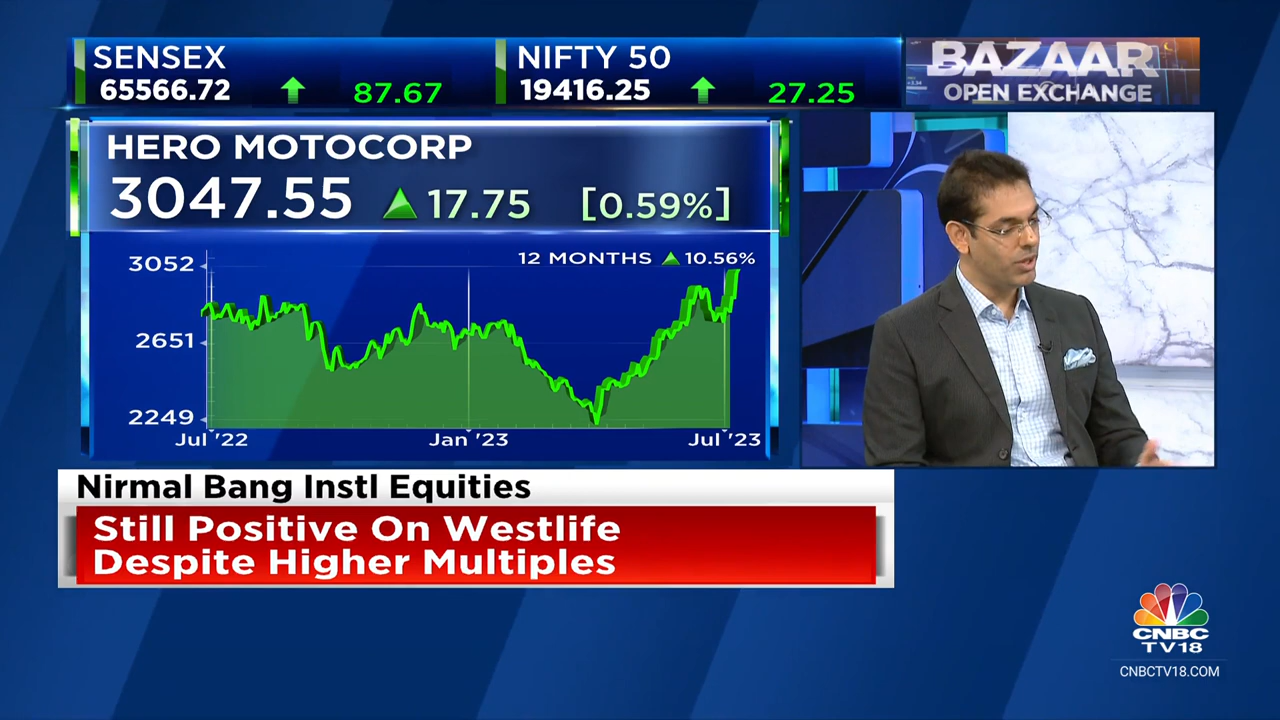 SENSEX
65566.72 87.67
NIFTY 50
19416.25 27.25
BAZAAR
OPEN EXCHANGE
HERO MOTOCORP
3047.55 17.75 [0.59%]
12 MONTHS 10.56%
3052
2651
2249
Jul '22 Jan '23 Jul '23
Nirmal Bang Instl Equities
Still Positive On Westlife
Despite Higher Multiples
CNBC
TV18
CNBCTV18.COM